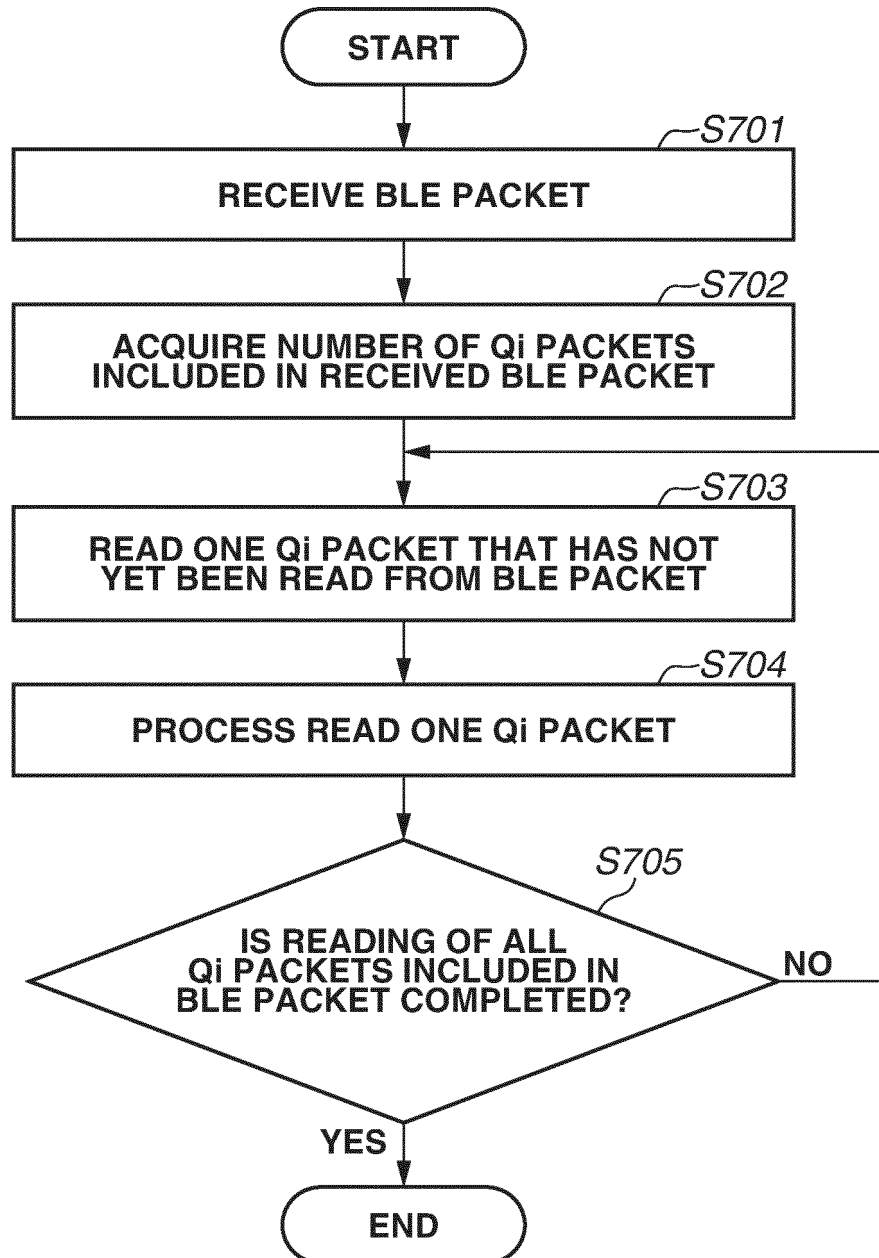 START
S701
RECEIVE BLE PACKET
S702
ACQUIRE NUMBER OF Qi PACKETS
INCLUDED IN RECEIVED BLE PACKET
S703
READ ONE Qi PACKET THAT HAS NOT
YET BEEN READ FROM BLE PACKET
S704
PROCESS READ ONE Qi PACKET
S705
IS READING OF ALL
Qi PACKETS INCLUDED IN
BLE PACKET COMPLETED?
NO
YES
END